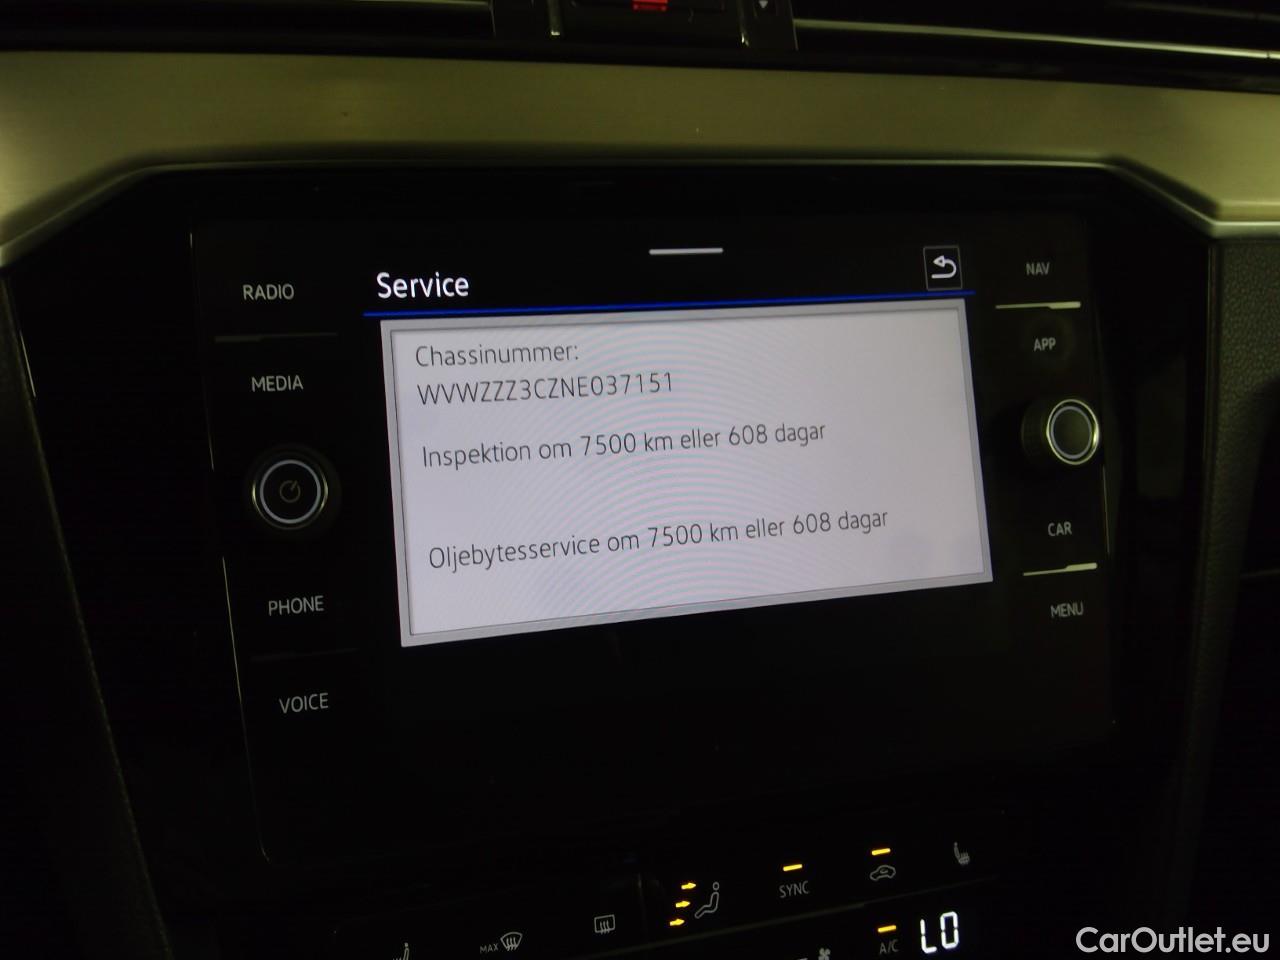 RADIO
MEDIA
PHONE
VOICE
Service
Chassinummer:
WVWZZZ3CZNE037151
Inspektion om 7500 km eller 608 dagar
Oljebytesservice om 7500 km eller 608 dagar
NAV
APP
CAR
MENU
MAX
SYNC
A/C
LO
CarOutlet.eu